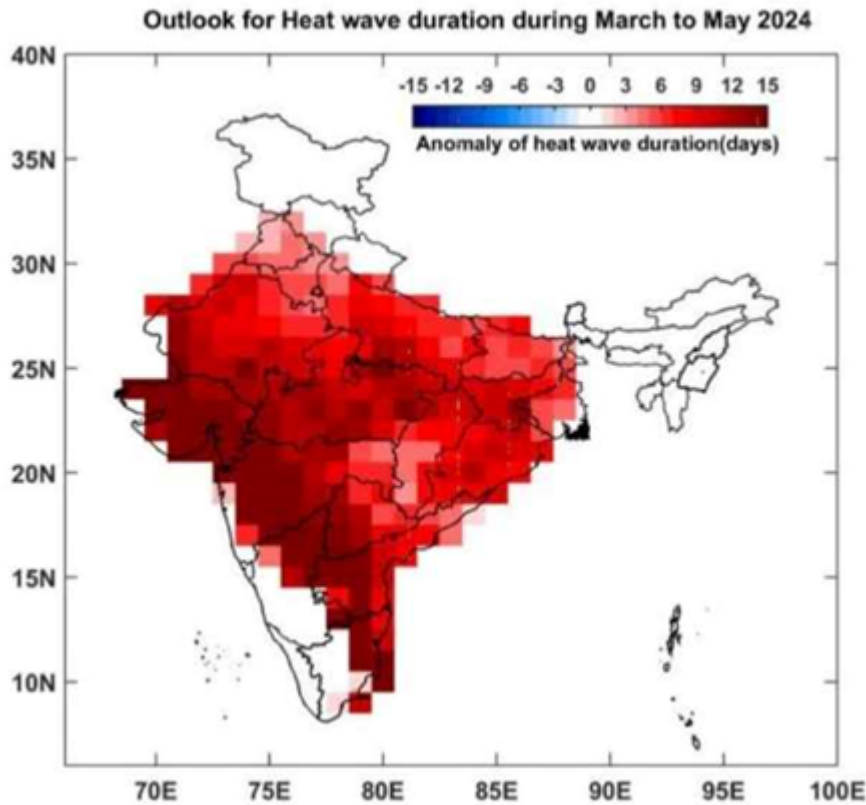 Outlook for Heat wave duration during March to May 2024
40N
-15 -12 -9 -6 -3 0 3 6 9 12 15
Anomaly of heat wave duration(days)
35N
30N
25N
20N
15N
10N
70E 75E 80E 85E 90E 95E 100E